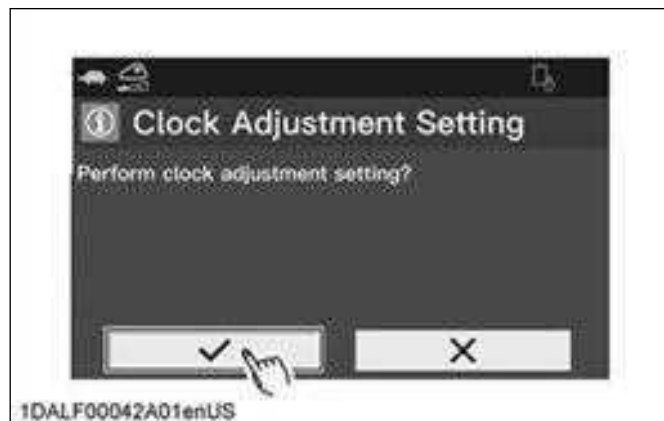 Clock Adjustment Setting
Perform clock adjustment setting?
1DALF00042A01enUS